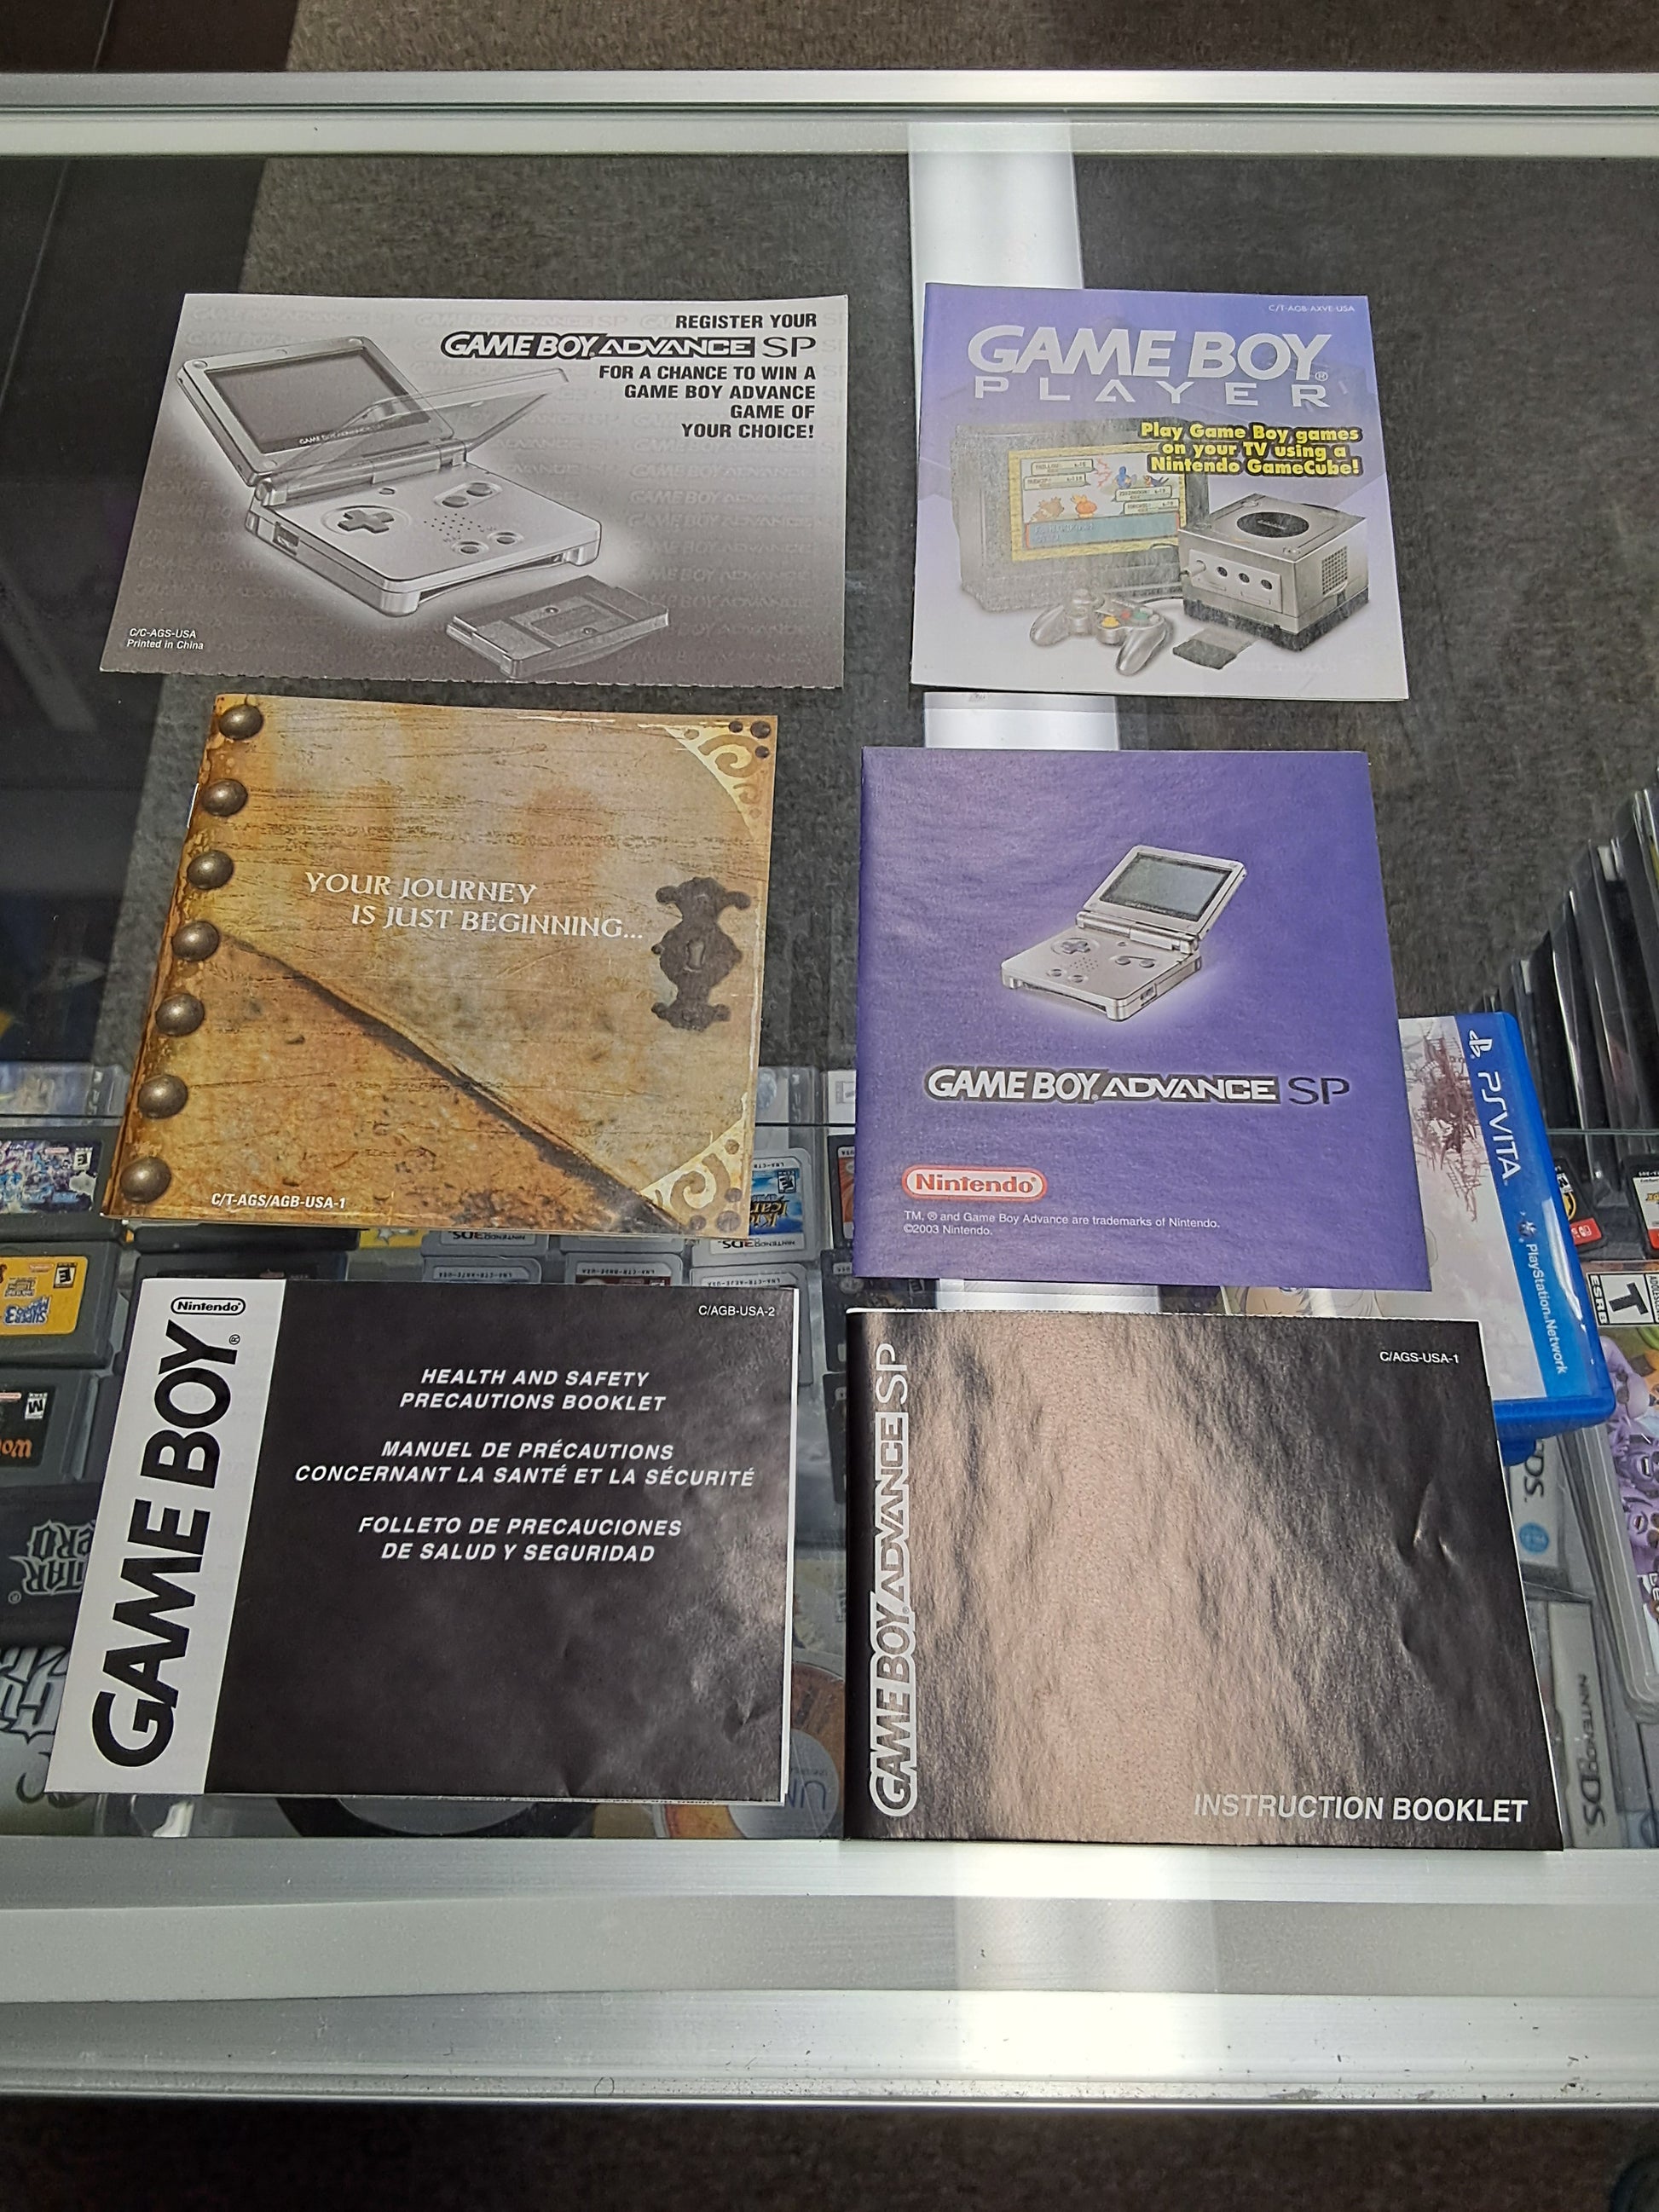 REGISTER YOUR
GAME BOY ADVANCE SP
FOR A CHANCE TO WIN A
GAME BOY ADVANCE
GAME OF
YOUR CHOICE!
C/C-AGS-USA
Printed in China
C/T-AGB-AXVE-USA
GAME BOY®
PLAYER
Play Game Boy games
on your TV using a
Nintendo GameCube!
YOUR JOURNEY
IS JUST BEGINNING...
C/T-AGS/AGB-USA-1
GAME BOY ADVANCE SP
Nintendo®
TM, ® and Game Boy Advance are trademarks of Nintendo.
©2003 Nintendo.
PSVITA
PlayStation Network
Nintendo®
GAME BOY®
C/AGB-USA-2
HEALTH AND SAFETY
PRECAUTIONS BOOKLET
MANUEL DE PRÉCAUTIONS
CONCERNANT LA SANTÉ ET LA SÉCURITÉ
FOLLETO DE PRECAUCIONES
DE SALUD Y SEGURIDAD
GAME BOY ADVANCE SP
C/AGS-USA-1
INSTRUCTION BOOKLET
NINTENDO 3DS